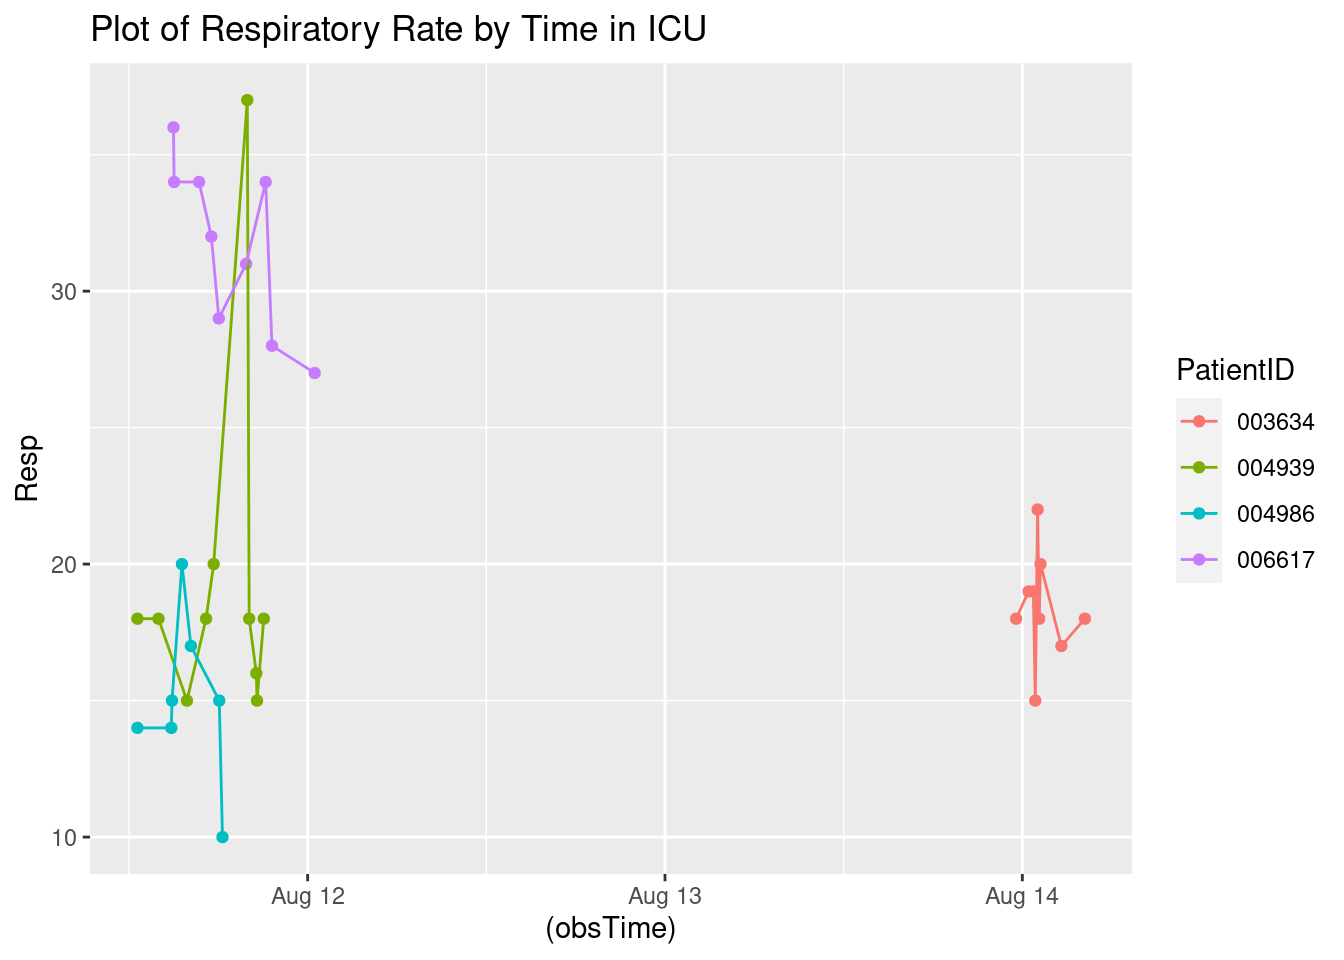 Plot of Respiratory Rate by Time in ICU
Resp
30
20
10
Aug 12
Aug 13
Aug 14
(obsTime)
PatientID
003634
004939
004986
006617